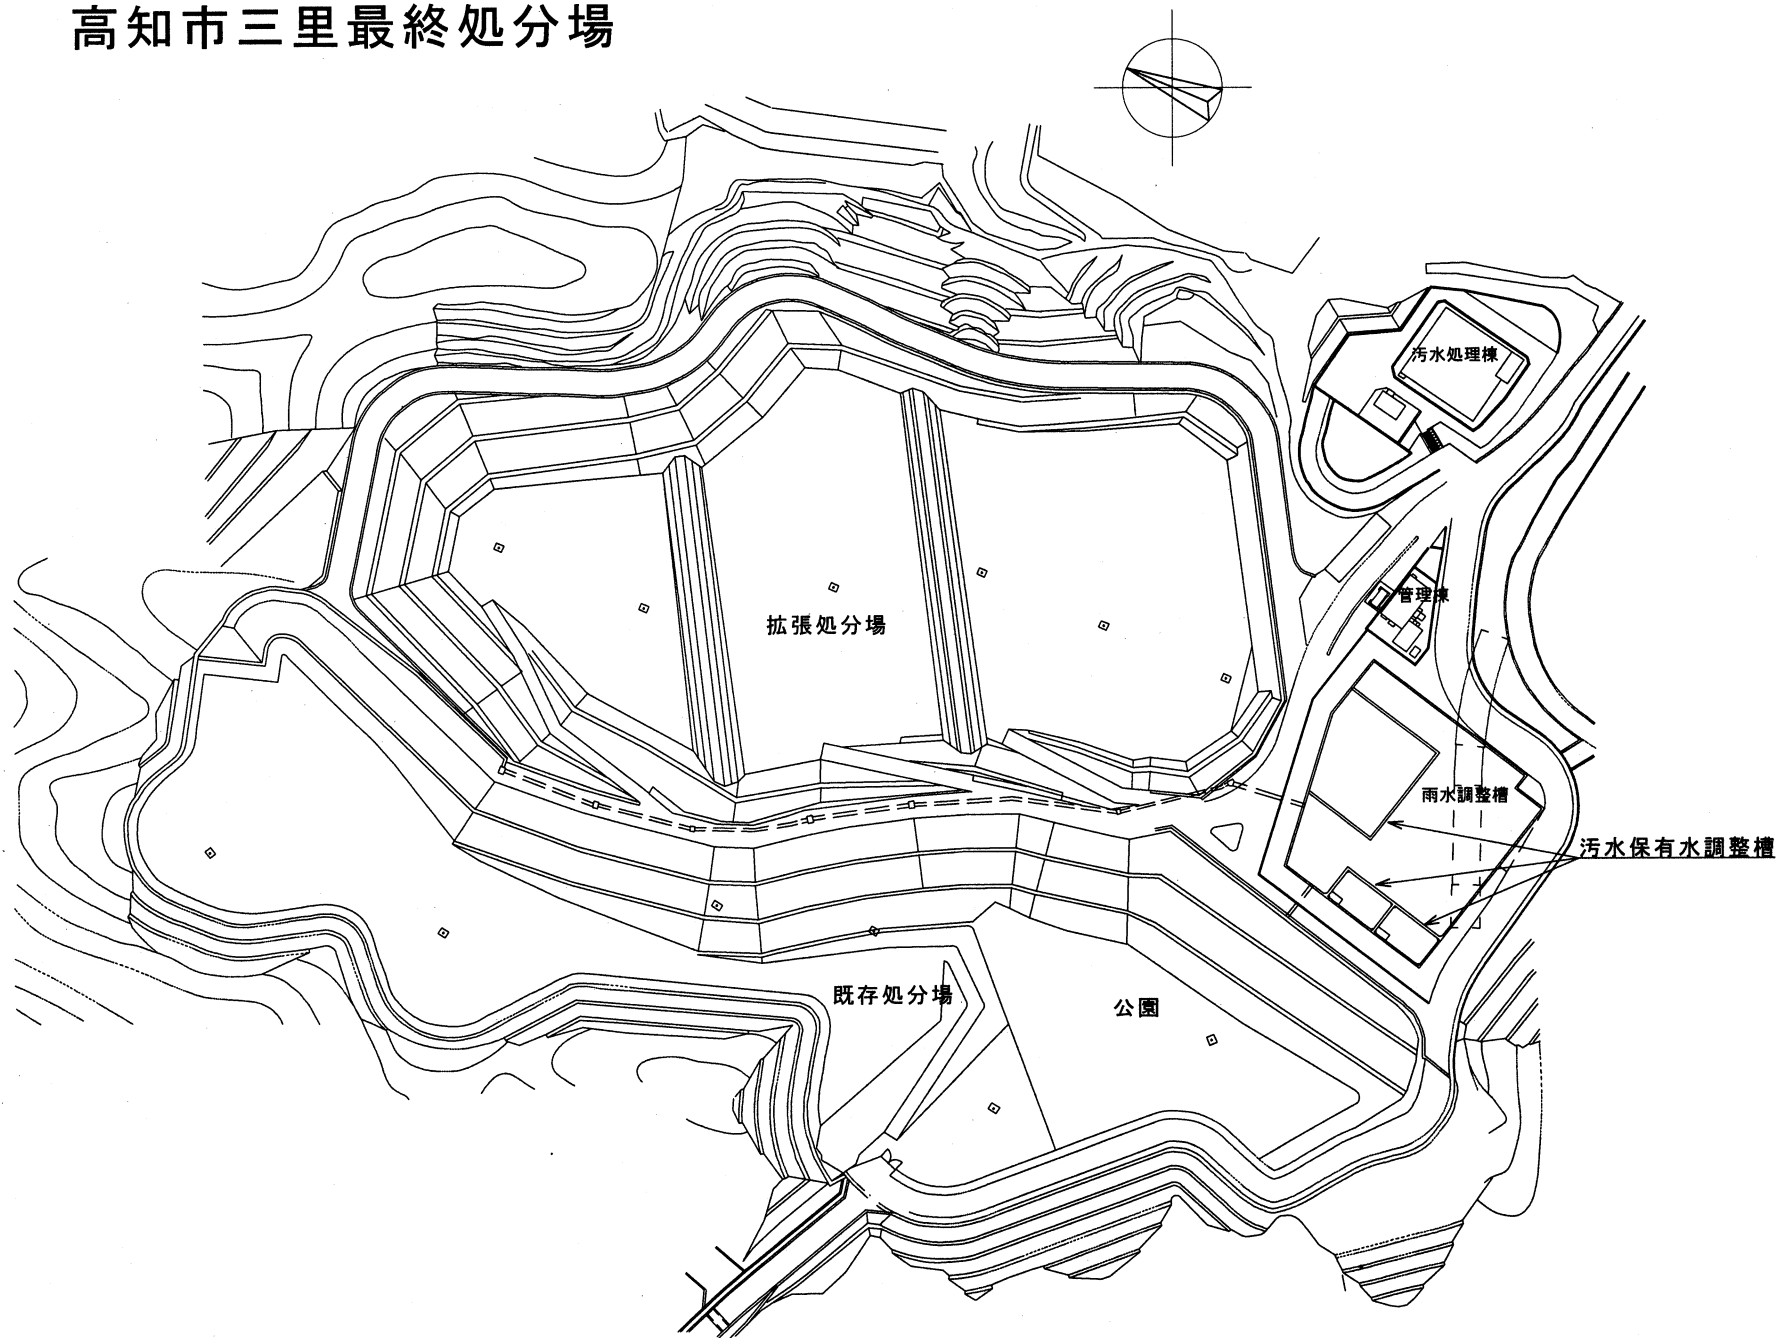 高知市三里最終処分場
汚水処理棟
管理棟
拡張処分場
雨水調整槽
汚水保有水調整槽
既存処分場
公園